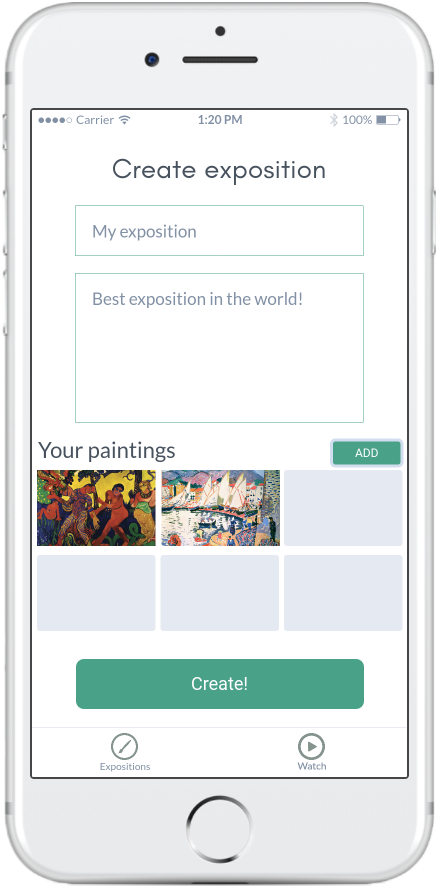 Carrier 1:20 PM 100%
Create exposition
My exposition
Best exposition in the world!
Your paintings ADD
Create!
Expositions Watch